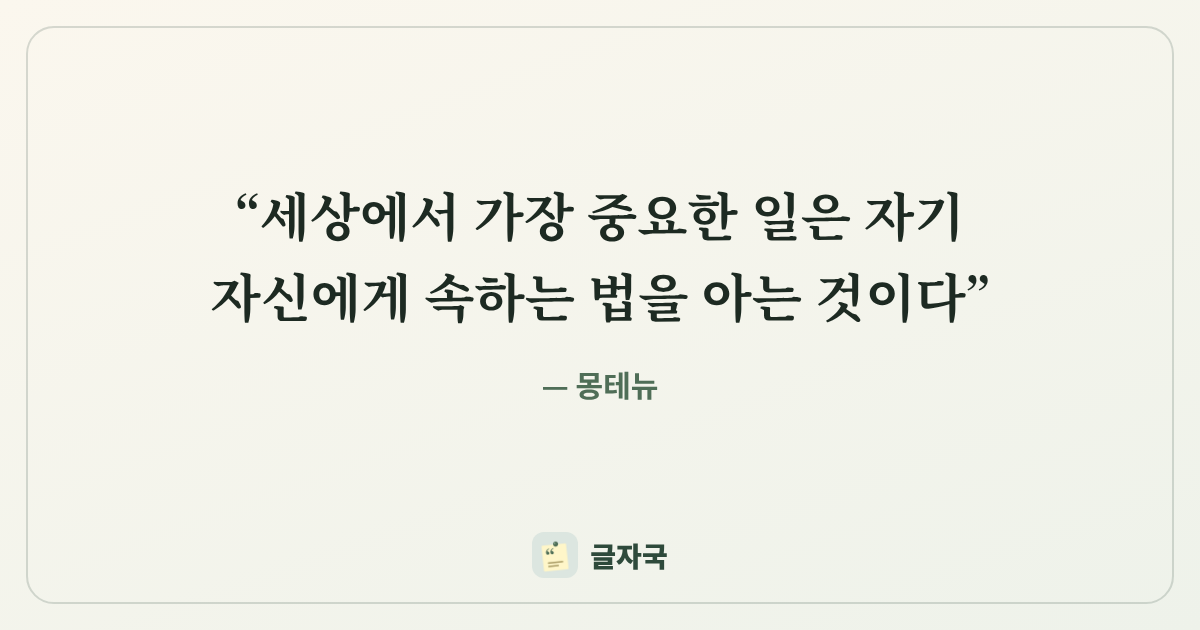 “세상에서 가장 중요한 일은 자기
자신에게 속하는 법을 아는 것이다”
— 몽테뉴
글자국